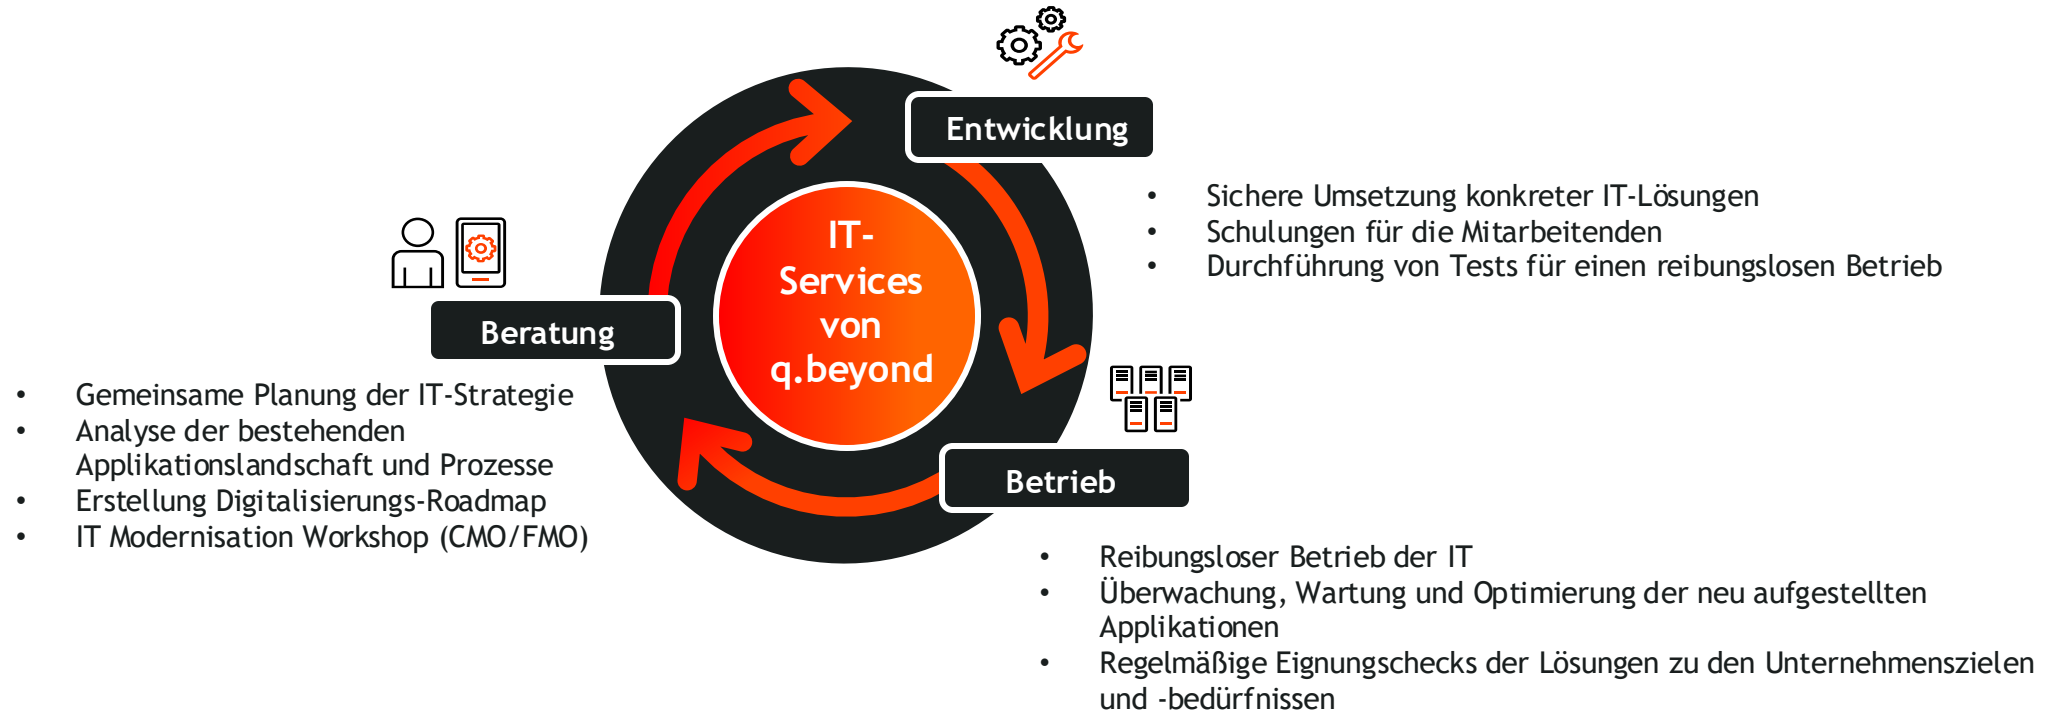 Entwicklung
• Sichere Umsetzung konkreter IT-Lösungen
• Schulungen für die Mitarbeitenden
• Durchführung von Tests für einen reibungslosen Betrieb
IT-
Services
von
q.beyond
Beratung
• Gemeinsame Planung der IT-Strategie
• Analyse der bestehenden
Applikationslandschaft und Prozesse
• Erstellung Digitalisierungs-Roadmap
• IT Modernisation Workshop (CMO/FMO)
Betrieb
• Reibungsloser Betrieb der IT
• Überwachung, Wartung und Optimierung der neu aufgestellten
Applikationen
• Regelmäßige Eignungschecks der Lösungen zu den Unternehmenszielen
und -bedürfnissen